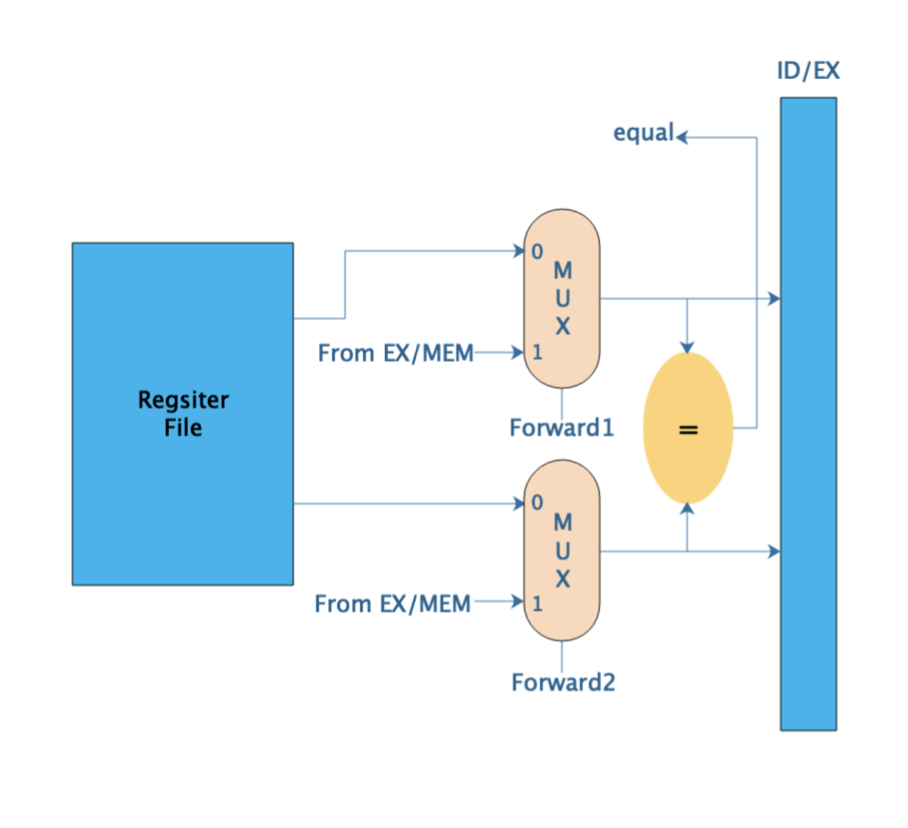 ID/EX
equal
0
M
U
X
From EX/MEM
1
Forward1
Regsiter
File
=
0
M
U
X
From EX/MEM
1
Forward2